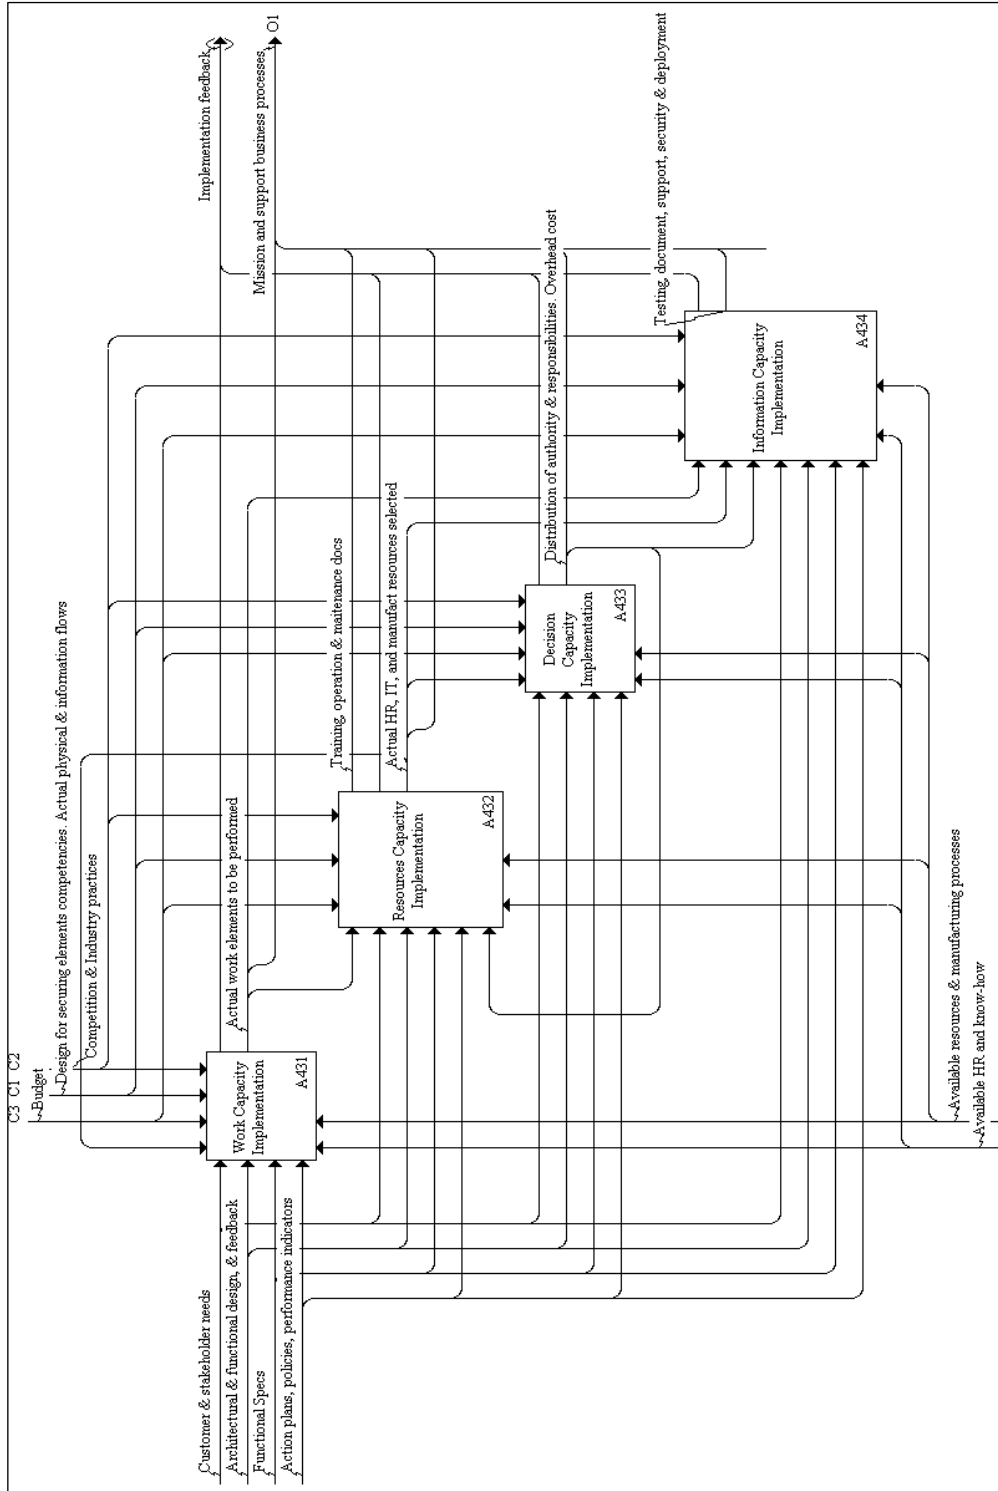 C3 C1 C2
Budget
Design for securing elements competencies. Actual physical & information flows
Competition & Industry practices
Customer & stakeholder needs
Architectural & functional design, & feedback
Functional Specs
Action plans, policies, performance indicators
Work Capacity
Implementation
A431
Actual work elements to be performed
Resources Capacity
Implementation
A432
Training, operation & maitenance docs
Actual HR, IT, and manufact resources selected
Decision
Capacity
Implementation
A433
Distribution of authority & responsibilities. Overhead cost
Information Capacity
Implementation
A434
Testing, document, support, security & deployment
Implementation feedback
Mission and support business processes
O1
Available resources & manufacturing processes
Available HR and know-how